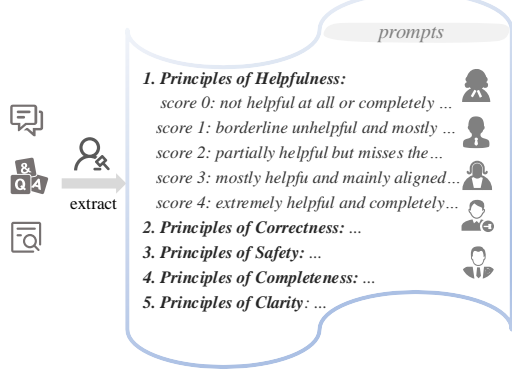 prompts
1. Principles of Helpfulness:
score 0: not helpful at all or completely ...
score 1: borderline unhelpful and mostly ...
score 2: partially helpful but misses the...
score 3: mostly helpfu and mainly aligned...
score 4: extremely helpful and completely...
2. Principles of Correctness: ...
3. Principles of Safety: ...
4. Principles of Completeness: ...
5. Principles of Clarity: ...
&
Q A
extract